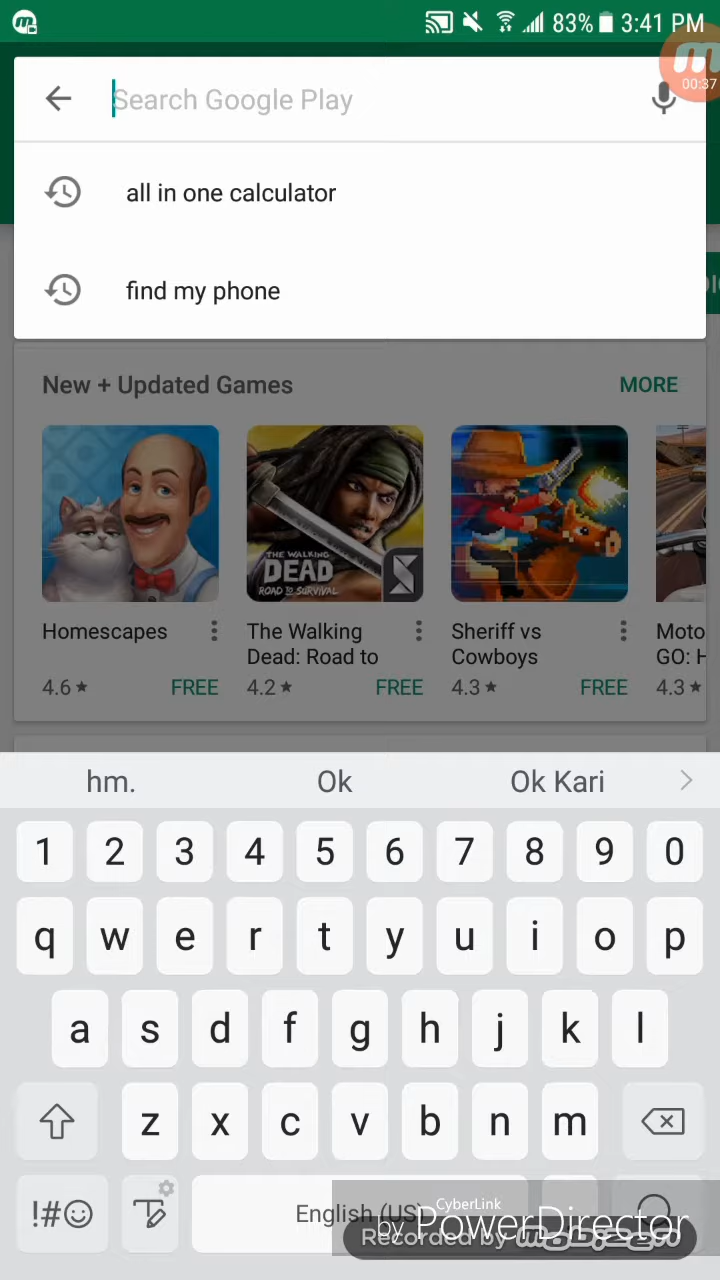 83% 3:41 PM
00:37
Search Google Play
all in one calculator
find my phone
New + Updated Games
MORE
THE WALKING
DEAD
ROAD TO SURVIVAL
Homescapes
The Walking
Dead: Road to
Sheriff vs
Cowboys
Moto
GO: H
4.6★ FREE
4.2★ FREE
4.3★ FREE
4.3★
hm. Ok Ok Kari
1 2 3 4 5 6 7 8 9 0
q w e r t y u i o p
a s d f g h j k l
z x c v b n m
!#☺ T English (US)
CyberLink
by PowerDirector
Recorded by